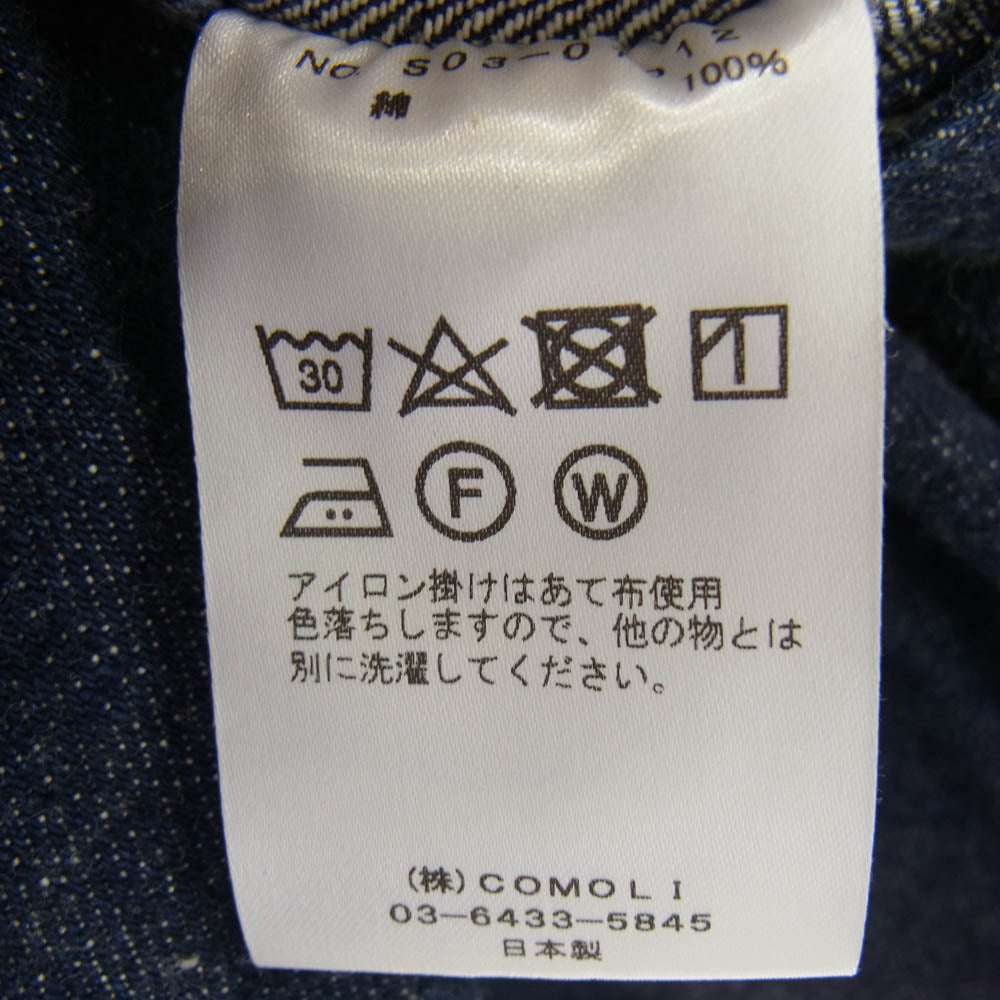 綿 100%
30
F W
アイロン掛けはあて布使用
色落ちしますので、他の物とは
別に洗濯してください。
(株)COMOLI
03-6433-5845
日本製